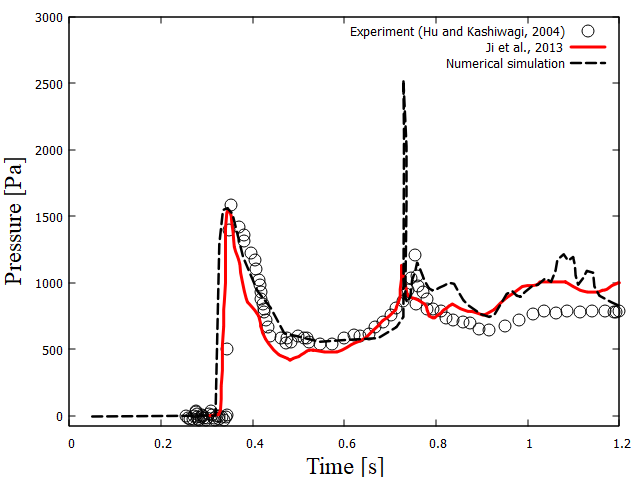 3000
2500
2000
1500
1000
500
0
Pressure [Pa]
Experiment (Hu and Kashiwagi, 2004)
Ji et al., 2013
Numerical simulation
0 0.2 0.4 0.6 0.8 1 1.2
Time [s]